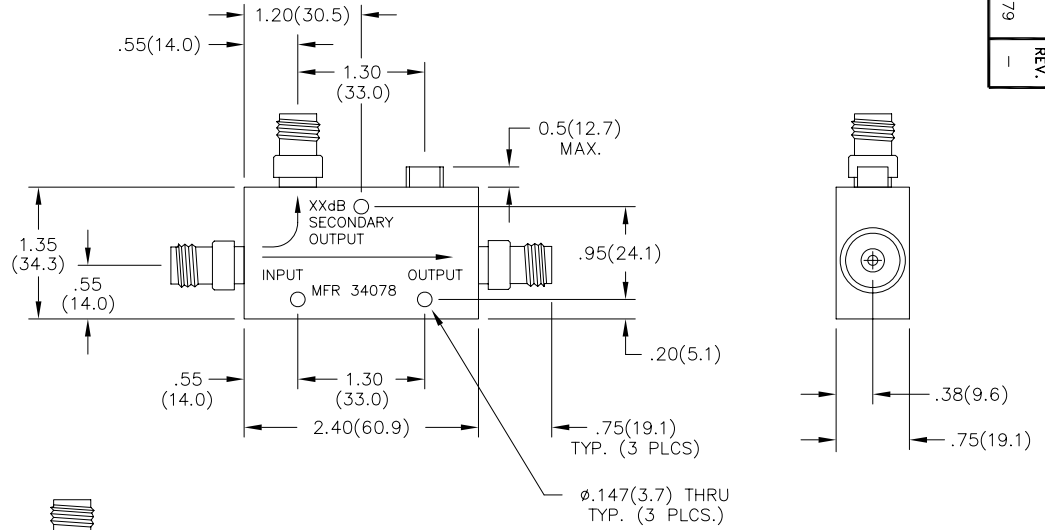 1.20(30.5)
.55(14.0)
1.30
(33.0)
79
REV.
–
0.5(12.7)
MAX.
XXdB
SECONDARY
OUTPUT
1.35
(34.3)
.55
(14.0)
.95(24.1)
INPUT
OUTPUT
MFR 34078
.20(5.1)
.55
(14.0)
1.30
(33.0)
2.40(60.9)
.75(19.1)
TYP. (3 PLCS)
.38(9.6)
.75(19.1)
ø.147(3.7) THRU
TYP. (3 PLCS.)